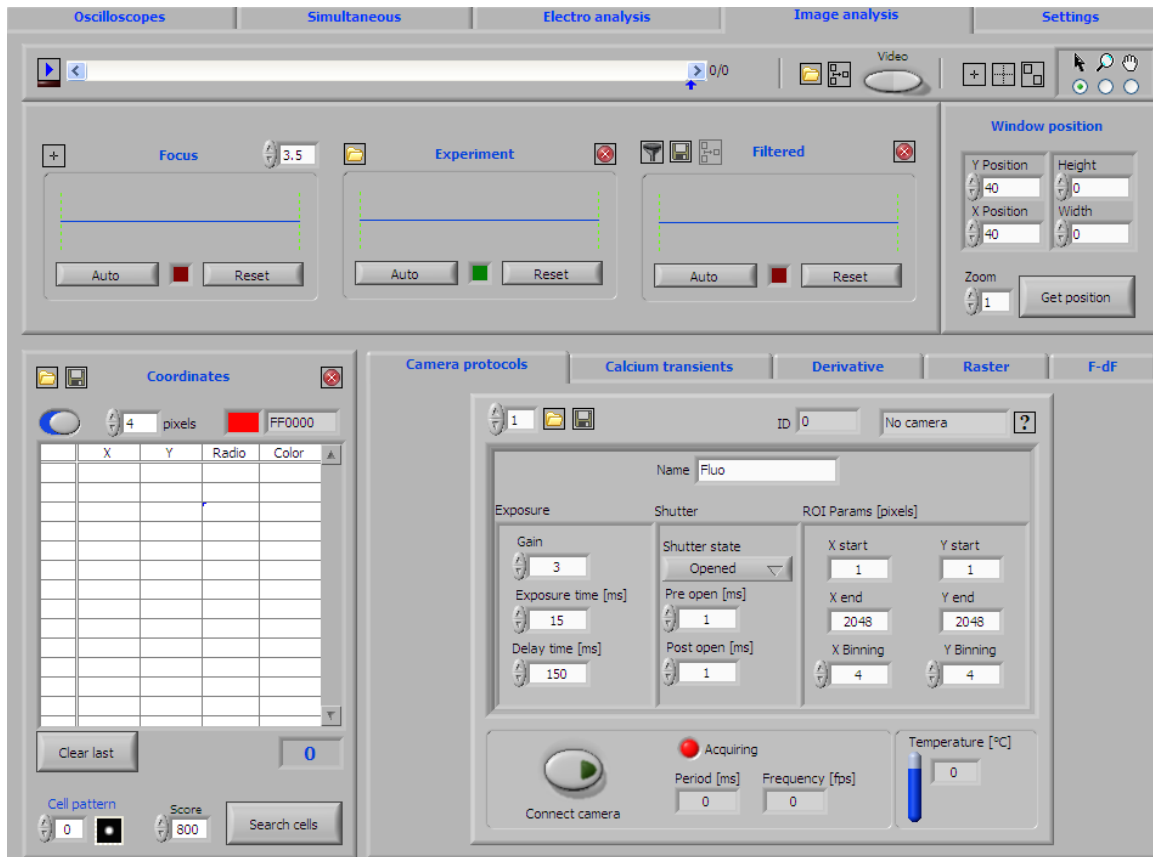 Oscilloscopes Simultaneous Electro analysis Image analysis Settings
0/0 Video
Window position
Focus 3.5 Experiment Filtered
Y Position Height
40 0
X Position Width
40 0
Auto Reset Auto Reset Auto Reset
Zoom
1 Get position
Camera protocols Calcium transients Derivative Raster F-dF
Coordinates
4 pixels FF0000
X Y Radio Color
Clear last 0
Cell pattern Score
0 800 Search cells
1 ID 0 No camera ?
Name Fluo
Exposure Shutter ROI Params [pixels]
Gain Shutter state X start Y start
3 Opened 1 1
Exposure time [ms] Pre open [ms] X end Y end
15 1 2048 2048
Delay time [ms] Post open [ms] X Binning Y Binning
150 1 4 4
Acquiring Temperature [ºC]
Period [ms] Frequency [fps] 0
0 0
Connect camera